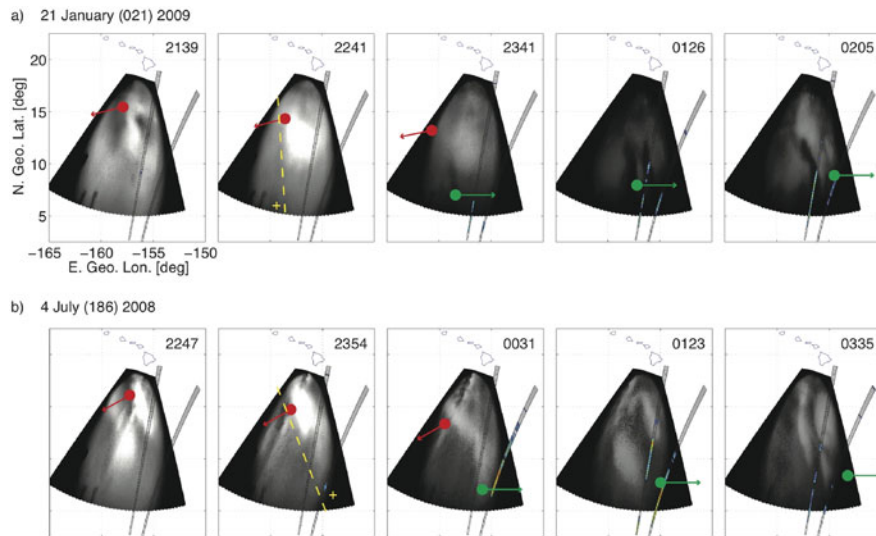 a) 21 January (021) 2009
2139 2241 2341 0126 0205
20
15
10
5
N. Geo. Lat. [deg]
-165 -160 -155 -150
E. Geo. Lon. [deg]
b) 4 July (186) 2008
2247 2354 0031 0123 0335